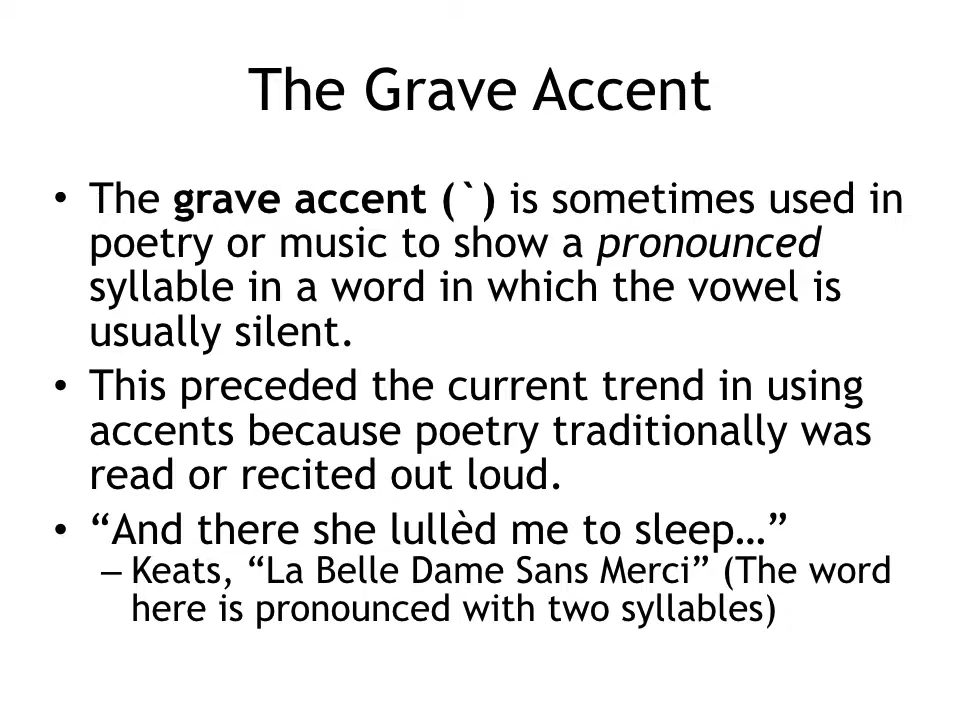 The Grave Accent
• The grave accent (`) is sometimes used in
poetry or music to show a pronounced
syllable in a word in which the vowel is
usually silent.
• This preceded the current trend in using
accents because poetry traditionally was
read or recited out loud.
• “And there she lullèd me to sleep…”
– Keats, “La Belle Dame Sans Merci” (The word
here is pronounced with two syllables)